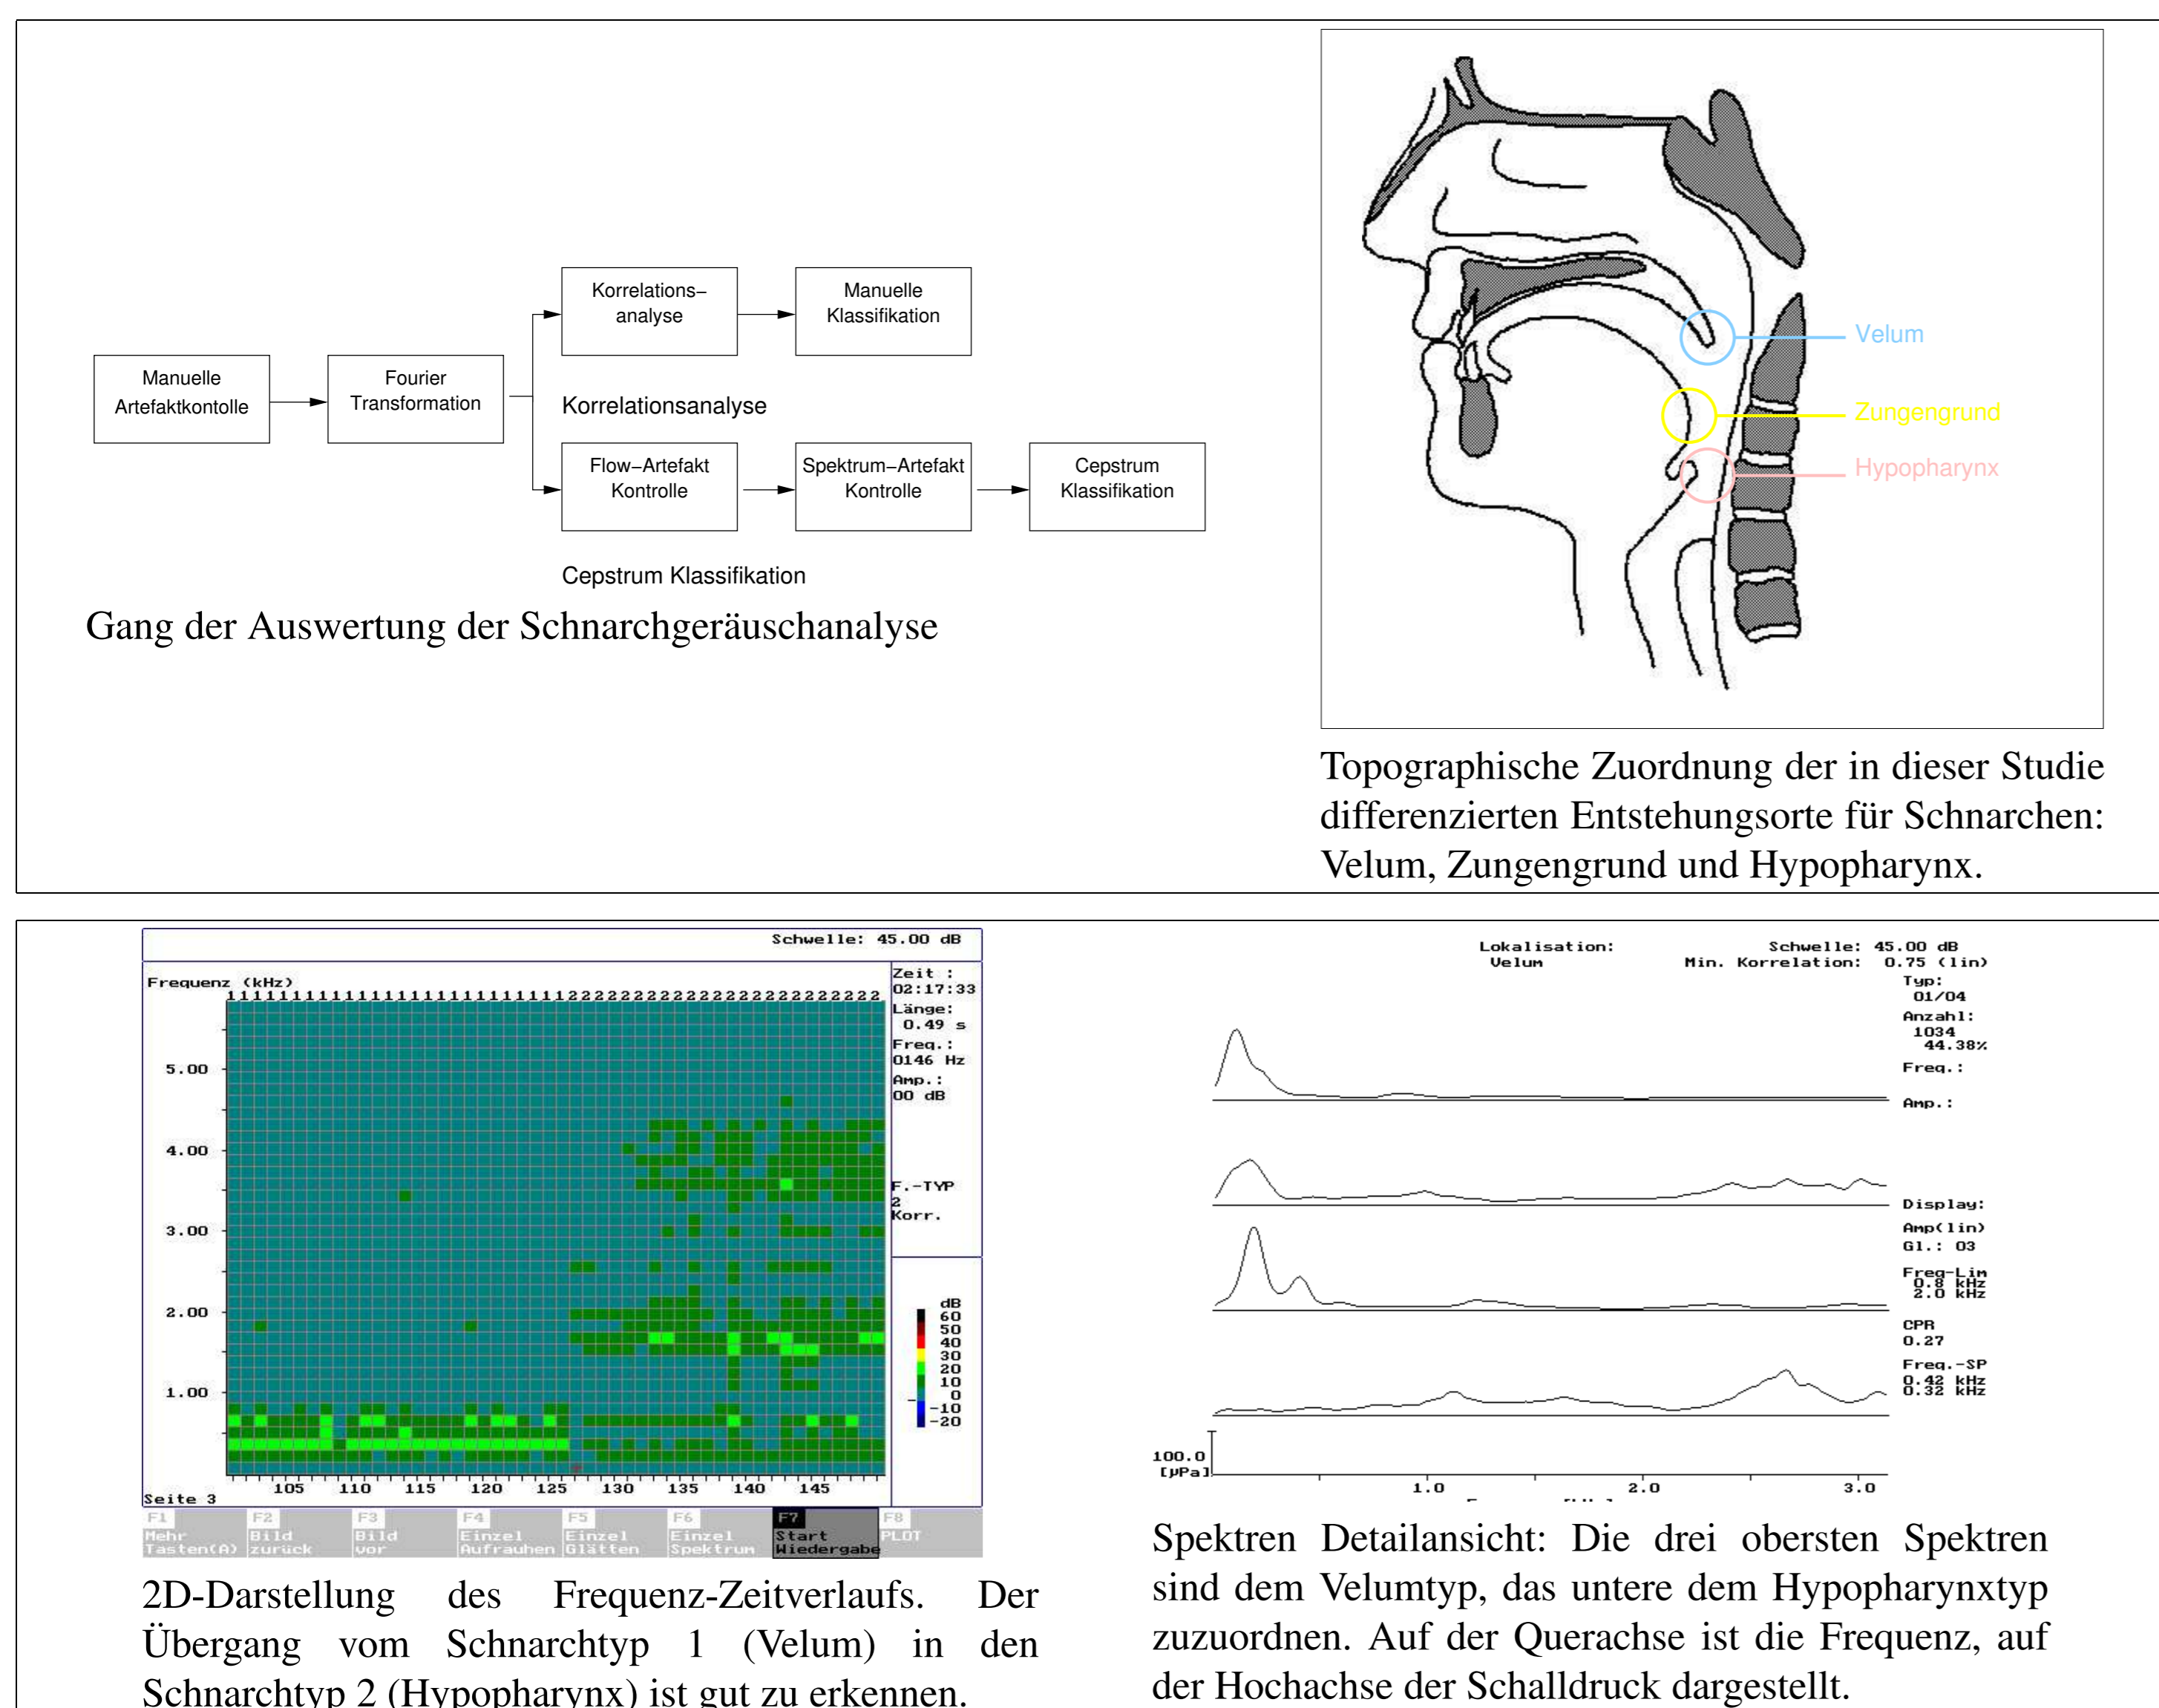 Manuelle
Artefaktkontolle
Fourier
Transformation
Korrelations–
analyse
Manuelle
Klassifikation
Korrelationsanalyse
Flow–Artefakt
Kontrolle
Spektrum–Artefakt
Kontrolle
Cepstrum
Klassifikation
Cepstrum Klassifikation
Gang der Auswertung der Schnarchgeräuschanalyse
Velum
Zungengrund
Hypopharynx
Topographische Zuordnung der in dieser Studie
differenzierten Entstehungsorte für Schnarchen:
Velum, Zungengrund und Hypopharynx.
Schwelle: 45.00 dB
Frequenz (kHz)
11111111111111111111111111222222222222222222222222
5.00
4.00
3.00
2.00
1.00
105 110 115 120 125 130 135 140 145
Seite 3
Zeit :
02:17:33
Länge:
0.49 s
Freq.:
0146 Hz
Amp.:
00 dB
F.-TYP
2
Korr.
dB
60
50
40
30
20
10
0
-10
-20
F1 F2 F3 F4 F5 F6 F7 F8
Mehr Bild Bild Einzel Einzel Einzel Start PLOT
Tasten(A) zurück vor Aufrauhen Glätten Spektrum Wiedergabe
2D-Darstellung des Frequenz-Zeitverlaufs. Der
Übergang vom Schnarchtyp 1 (Velum) in den
Schnarchtyp 2 (Hypopharynx) ist gut zu erkennen.
Lokalisation: Schwelle: 45.00 dB
Velum Min. Korrelation: 0.75 (lin)
Typ:
01/04
Anzahl:
1034
44.38%
Freq.:
Amp.:
Display:
Amp(lin)
Gl.: 03
Freq-Lim
0.8 kHz
2.0 kHz
CPR
0.27
Freq.-SP
0.42 kHz
0.32 kHz
100.0
[µPa]
1.0 2.0 3.0
Spektren Detailansicht: Die drei obersten Spektren
sind dem Velumtyp, das untere dem Hypopharynxtyp
zuzuordnen. Auf der Querachse ist die Frequenz, auf
der Hochachse der Schalldruck dargestellt.